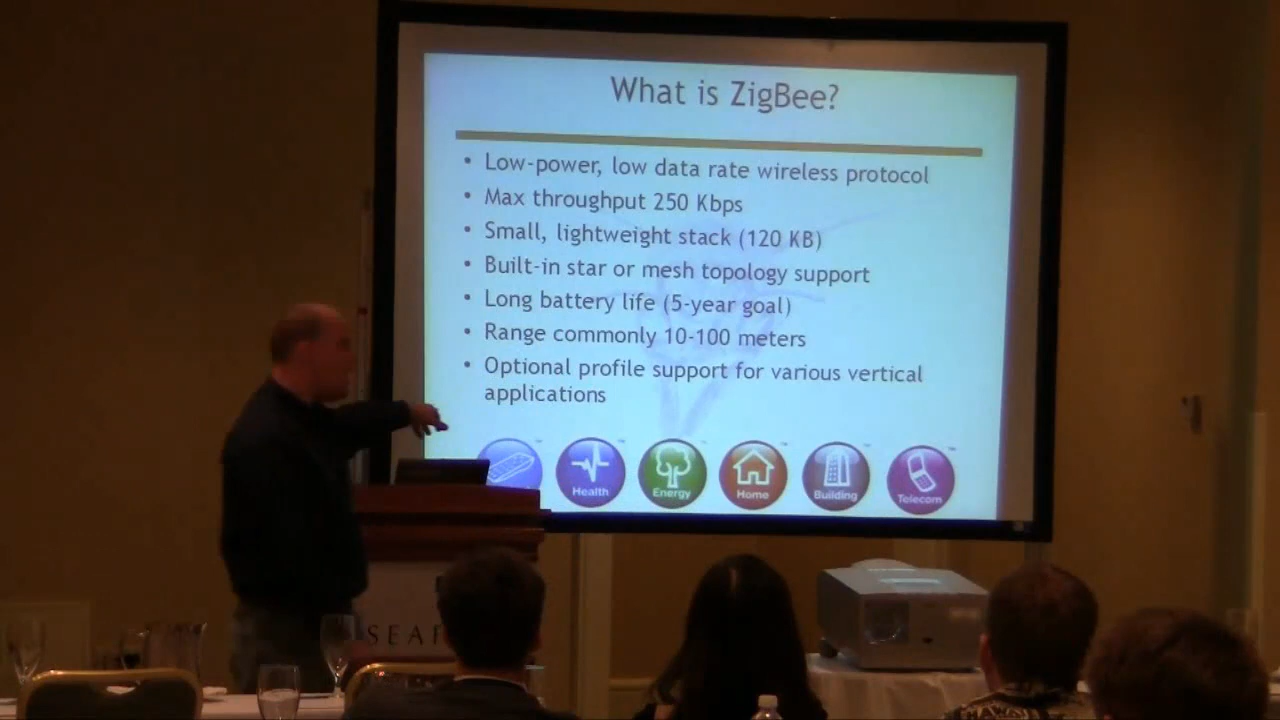 What is ZigBee?
• Low-power, low data rate wireless protocol
• Max throughput 250 Kbps
• Small, lightweight stack (120 KB)
• Built-in star or mesh topology support
• Long battery life (5-year goal)
• Range commonly 10-100 meters
• Optional profile support for various vertical
applications
Health
Energy
Home
Building
Telecom